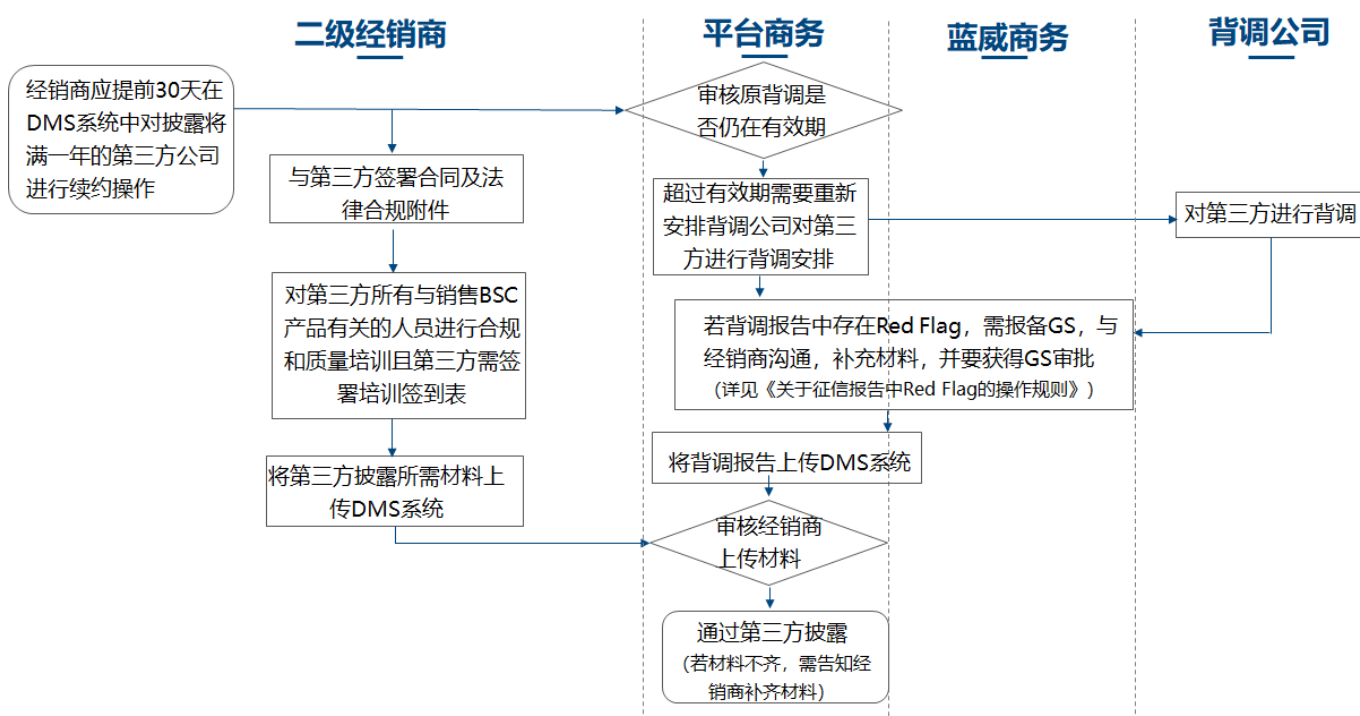 二级经销商
平台商务
蓝威商务
背调公司
经销商应提前30天在
DMS系统中对披露将
满一年的第三方公司
进行续约操作
审核原背调是
否仍在有效期
与第三方签署合同及法
律合规附件
超过有效期需要重新
安排背调公司对第三
方进行背调安排
对第三方进行背调
对第三方所有与销售BSC
产品有关的人员进行合规
和质量培训且第三方需签
署培训签到表
若背调报告中存在Red Flag，需报备GS，与
经销商沟通，补充材料，并要获得GS审批
（详见《关于征信报告中Red Flag的操作规则》）
将第三方披露所需材料上
传DMS系统
将背调报告上传DMS系统
审核经销商
上传材料
通过第三方披露
（若材料不齐，需告知经
销商补齐材料）